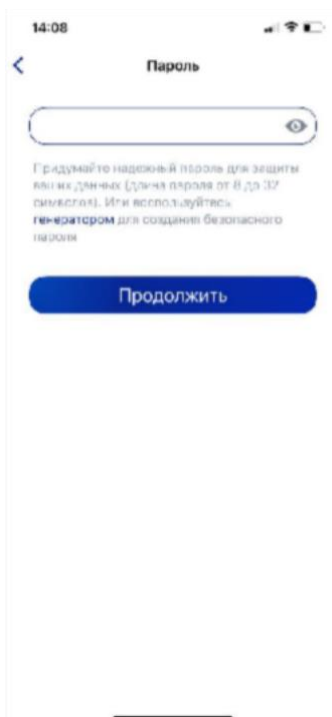 14:08
Пароль
Придумайте надежный пароль для защиты
ваших данных (длина пароля от 8 до 32
символов). Или воспользуйтесь
генератором для создания безопасного
пароля
Продолжить